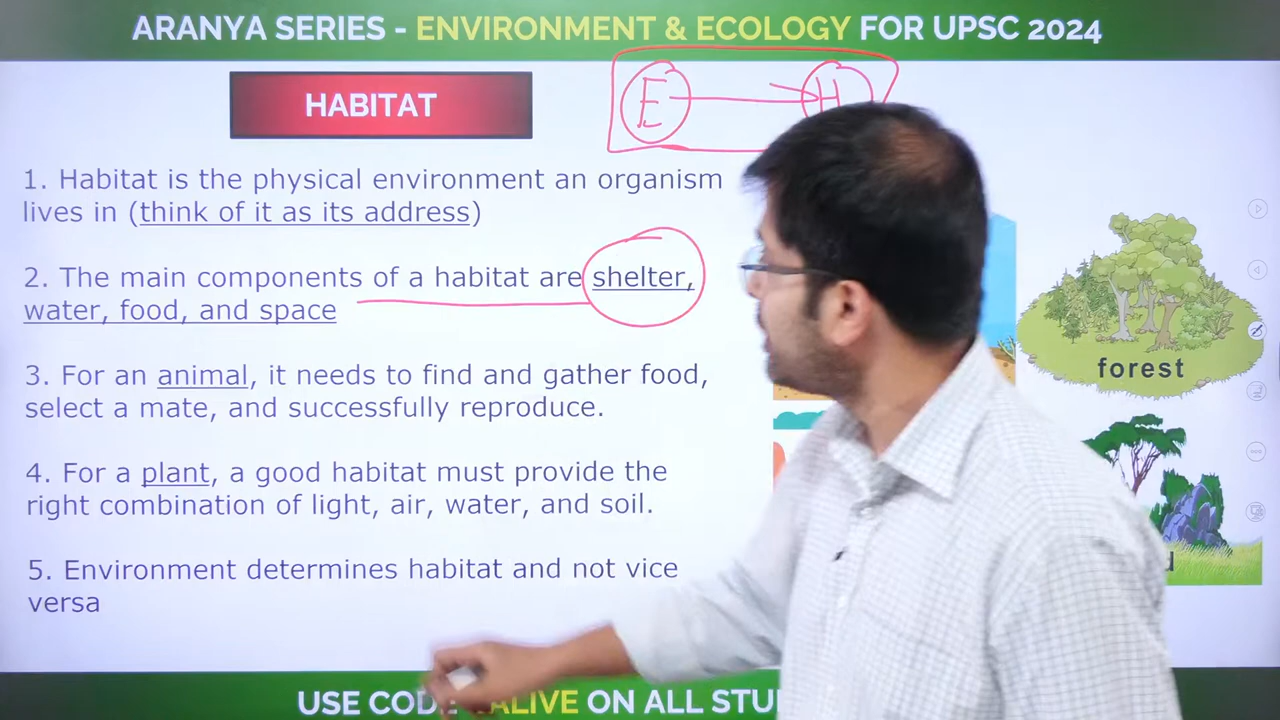 ARANYA SERIES - ENVIRONMENT & ECOLOGY FOR UPSC 2024
HABITAT
E H
1. Habitat is the physical environment an organism
lives in (think of it as its address)
2. The main components of a habitat are shelter,
water, food, and space
3. For an animal, it needs to find and gather food,
select a mate, and successfully reproduce.
4. For a plant, a good habitat must provide the
right combination of light, air, water, and soil.
5. Environment determines habitat and not vice
versa
forest
USE CODE ALIVE ON ALL